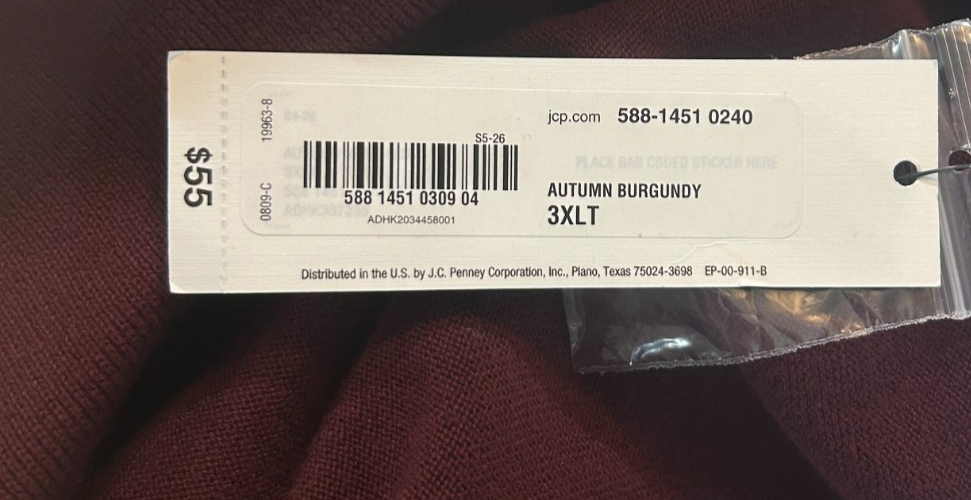 $55
19963-8
0809-C
S5-26
588 1451 0309 04
ADHK2034458001
jcp.com 588-1451 0240
PLACE BAR CODED STICKER HERE
AUTUMN BURGUNDY
3XLT
Distributed in the U.S. by J.C. Penney Corporation, Inc., Plano, Texas 75024-3698 EP-00-911-B